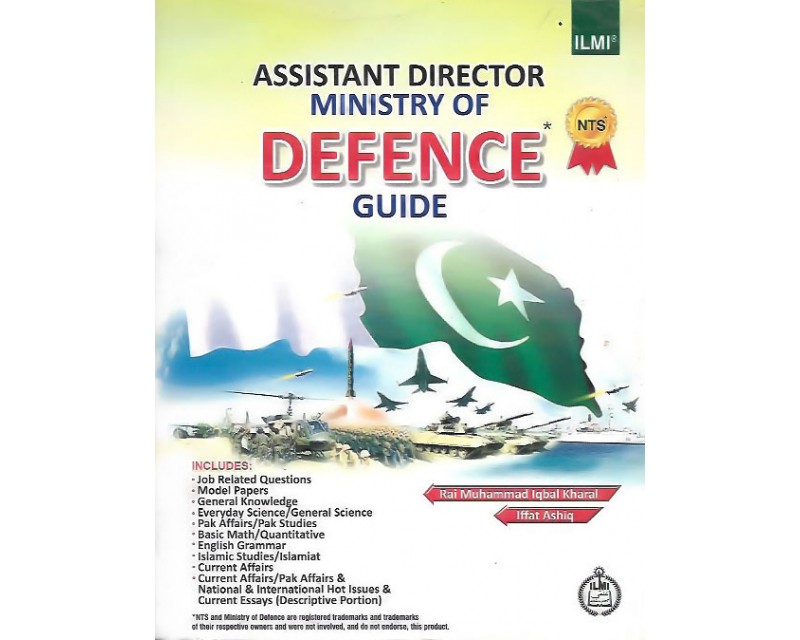 ILMI®
ASSISTANT DIRECTOR
MINISTRY OF
DEFENCE*
GUIDE
NTS
INCLUDES:
· Job Related Questions
· Model Papers
· General Knowledge
· Everyday Science/General Science
· Pak Affairs/Pak Studies
· Basic Math/Quantitative
· English Grammar
· Islamic Studies/Islamiat
· Current Affairs
· Current Affairs/Pak Affairs &
National & International Hot Issues &
Current Essays (Descriptive Portion)
Rai Muhammad Iqbal Kharal
Iffat Ashiq
ILMI
*NTS and Ministry of Defence are registered trademarks and trademarks
of their respective owners and were not involved, and do not endorse, this product.